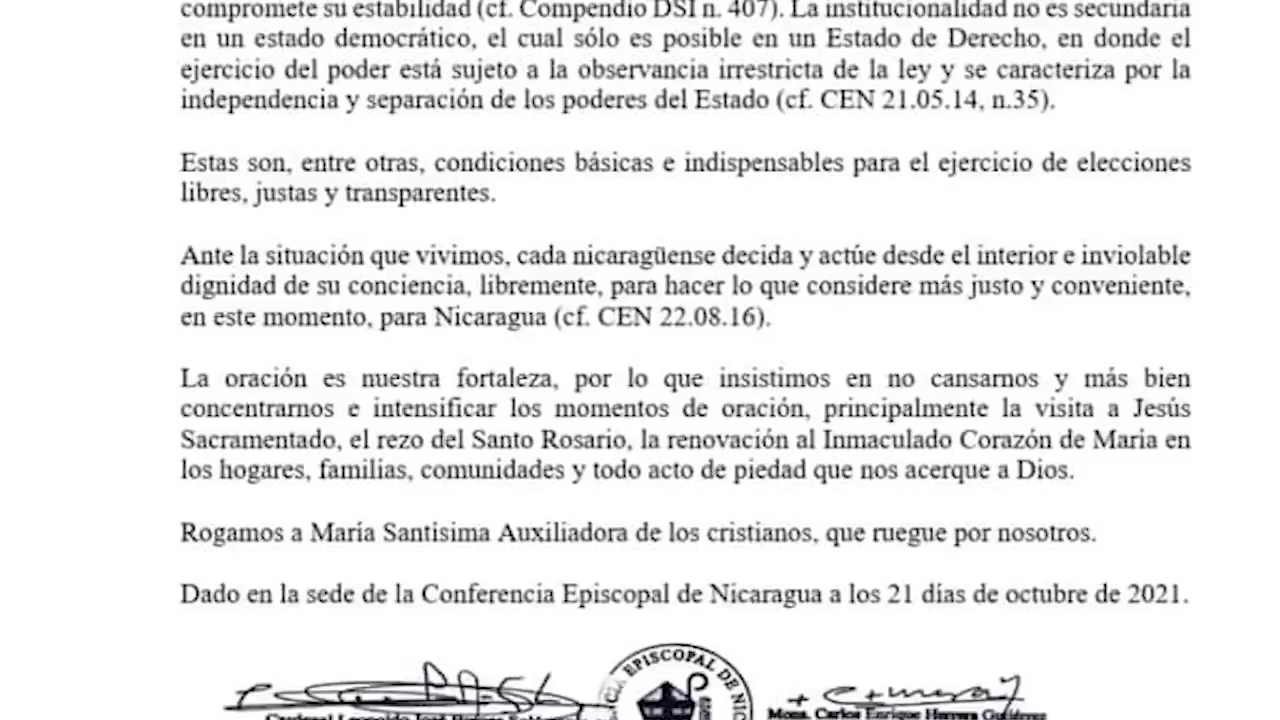 compromete su estabilidad (cf. Compendio DSI n. 407). La institucionalidad no es secundaria
en un estado democrático, el cual sólo es posible en un Estado de Derecho, en donde el
ejercicio del poder está sujeto a la observancia irrestricta de la ley y se caracteriza por la
independencia y separación de los poderes del Estado (cf. CEN 21.05.14, n.35).
Estas son, entre otras, condiciones básicas e indispensables para el ejercicio de elecciones
libres, justas y transparentes.
Ante la situación que vivimos, cada nicaragüense decida y actúe desde el interior e inviolable
dignidad de su conciencia, libremente, para hacer lo que considere más justo y conveniente,
en este momento, para Nicaragua (cf. CEN 22.08.16).
La oración es nuestra fortaleza, por lo que insistimos en no cansarnos y más bien
concentrarnos e intensificar los momentos de oración, principalmente la visita a Jesús
Sacramentado, el rezo del Santo Rosario, la renovación al Inmaculado Corazón de María en
los hogares, familias, comunidades y todo acto de piedad que nos acerque a Dios.
Rogamos a María Santísima Auxiliadora de los cristianos, que ruegue por nosotros.
Dado en la sede de la Conferencia Episcopal de Nicaragua a los 21 días de octubre de 2021.
EPISCOPAL DE NIC
Cardenal Leopoldo José
Mons. Carlos Enrique Herrera Gutiérrez